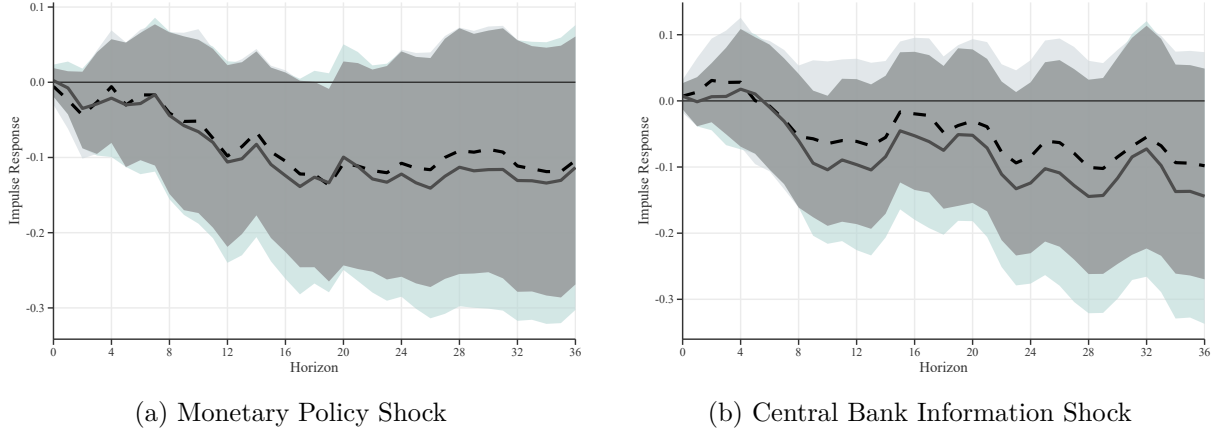 0.1
0.0
-0.1
-0.2
-0.3
Impulse Response
0 4 8 12 16 20 24 28 32 36
Horizon
(a) Monetary Policy Shock
0.1
0.0
-0.1
-0.2
-0.3
Impulse Response
0 4 8 12 16 20 24 28 32 36
Horizon
(b) Central Bank Information Shock